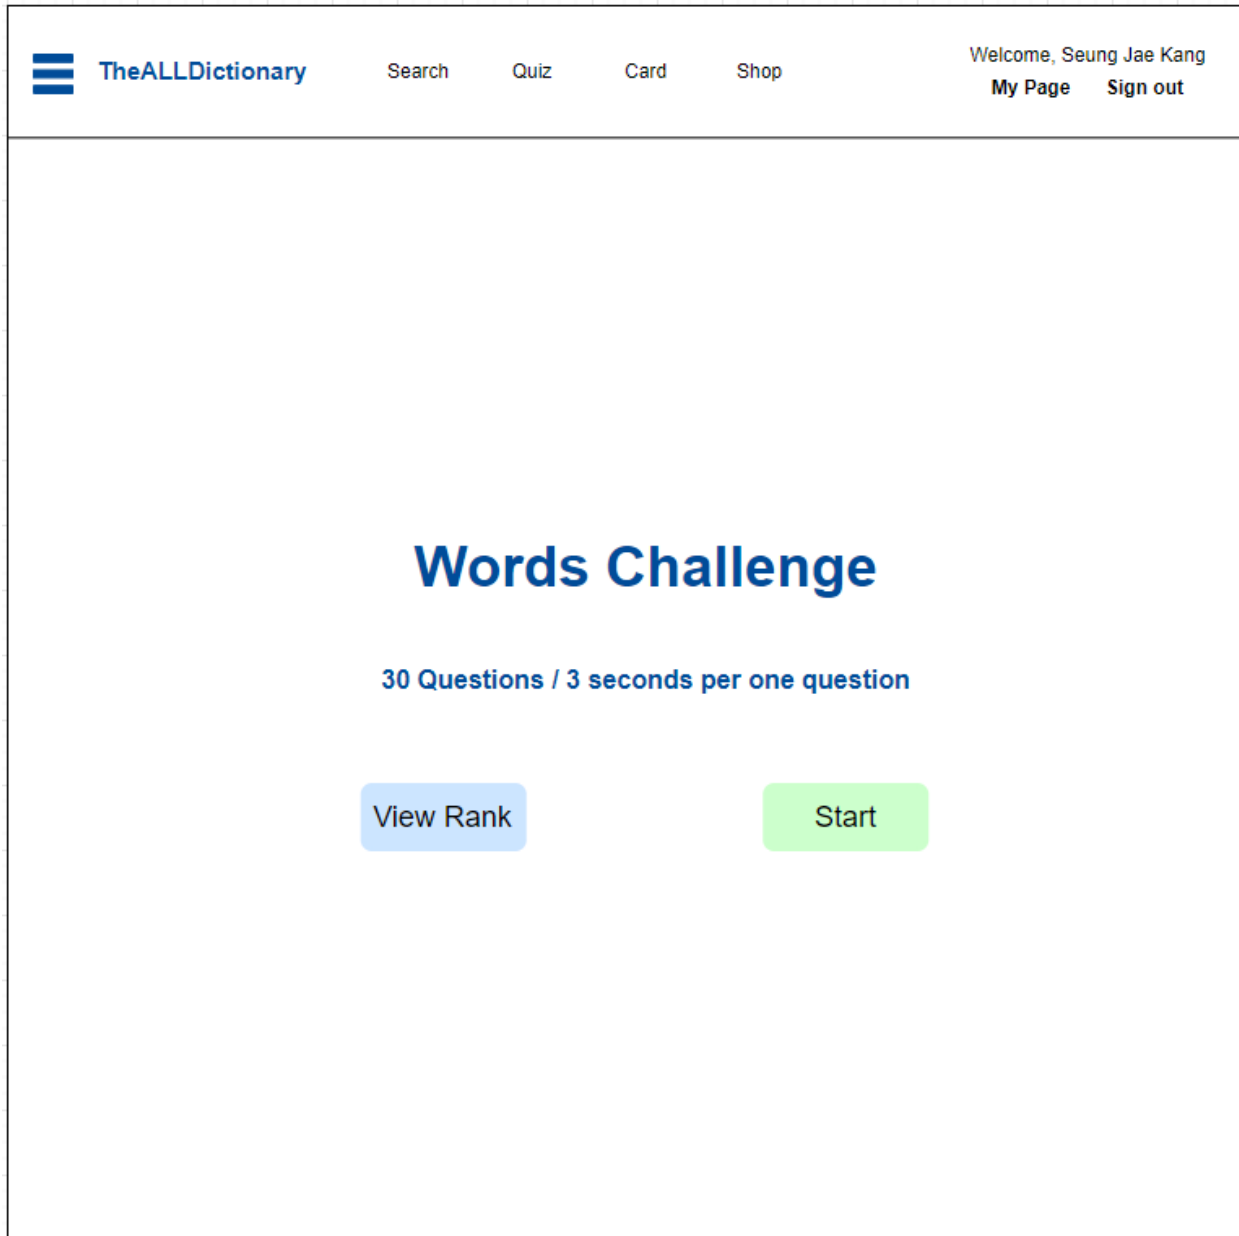 TheALLDictionary Search Quiz Card Shop
Welcome, Seung Jae Kang
My Page Sign out
Words Challenge
30 Questions / 3 seconds per one question
View Rank Start